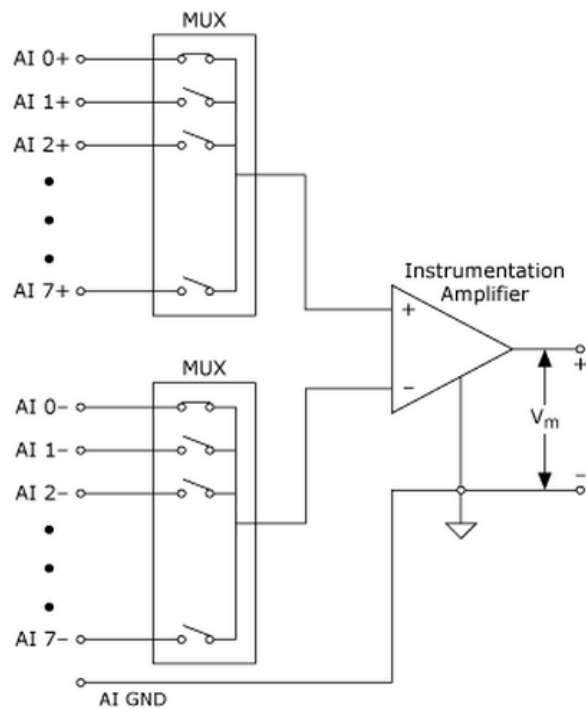 MUX
AI 0+
AI 1+
AI 2+
AI 7+
Instrumentation
Amplifier
+
−
+
Vm
−
MUX
AI 0−
AI 1−
AI 2−
AI 7−
AI GND